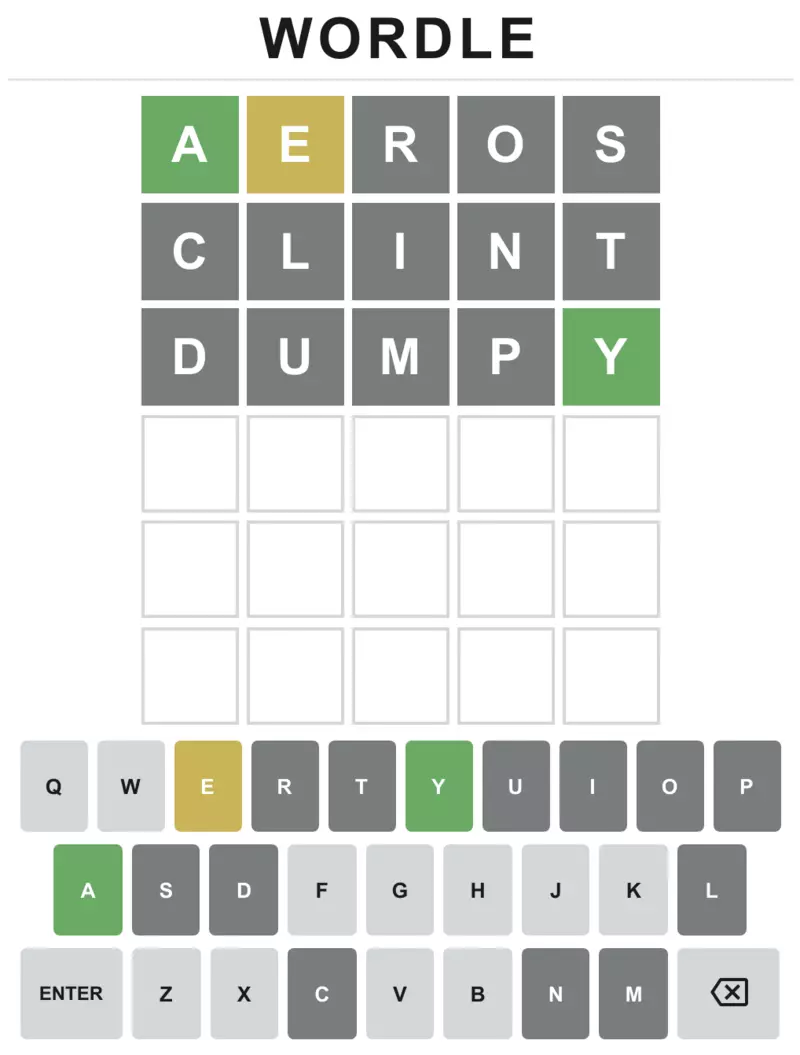 WORDLE
A E R O S
C L I N T
D U M P Y
Q W E R T Y U I O P
A S D F G H J K L
ENTER Z X C V B N M